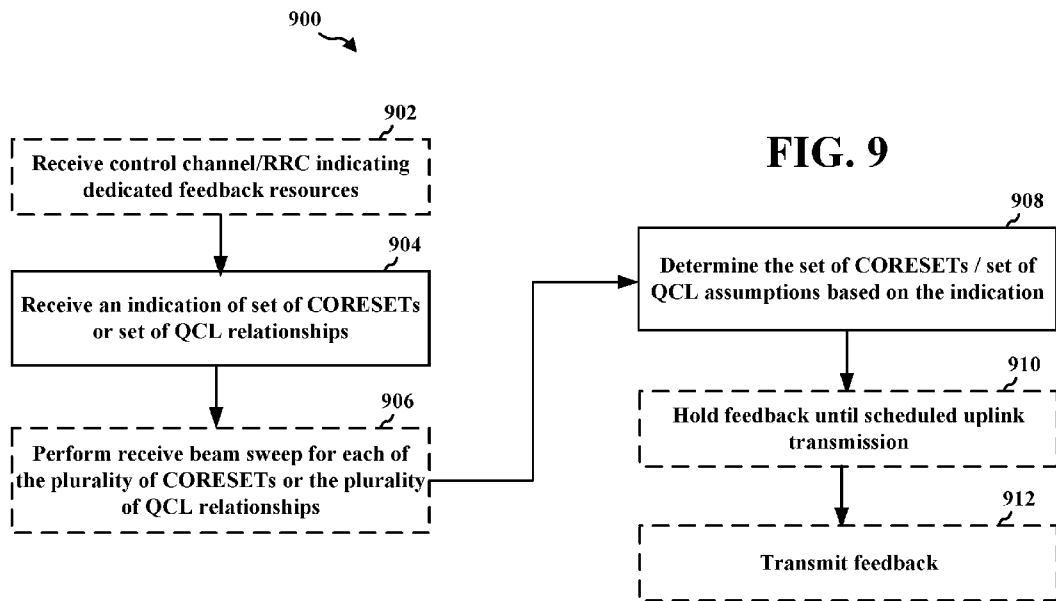 900
902
Receive control channel/RRC indicating
dedicated feedback resources
904
Receive an indication of set of CORESETs
or set of QCL relationships
906
Perform receive beam sweep for each of
the plurality of CORESETs or the plurality
of QCL relationships
FIG. 9
908
Determine the set of CORESETs / set of
QCL assumptions based on the indication
910
Hold feedback until scheduled uplink
transmission
912
Transmit feedback